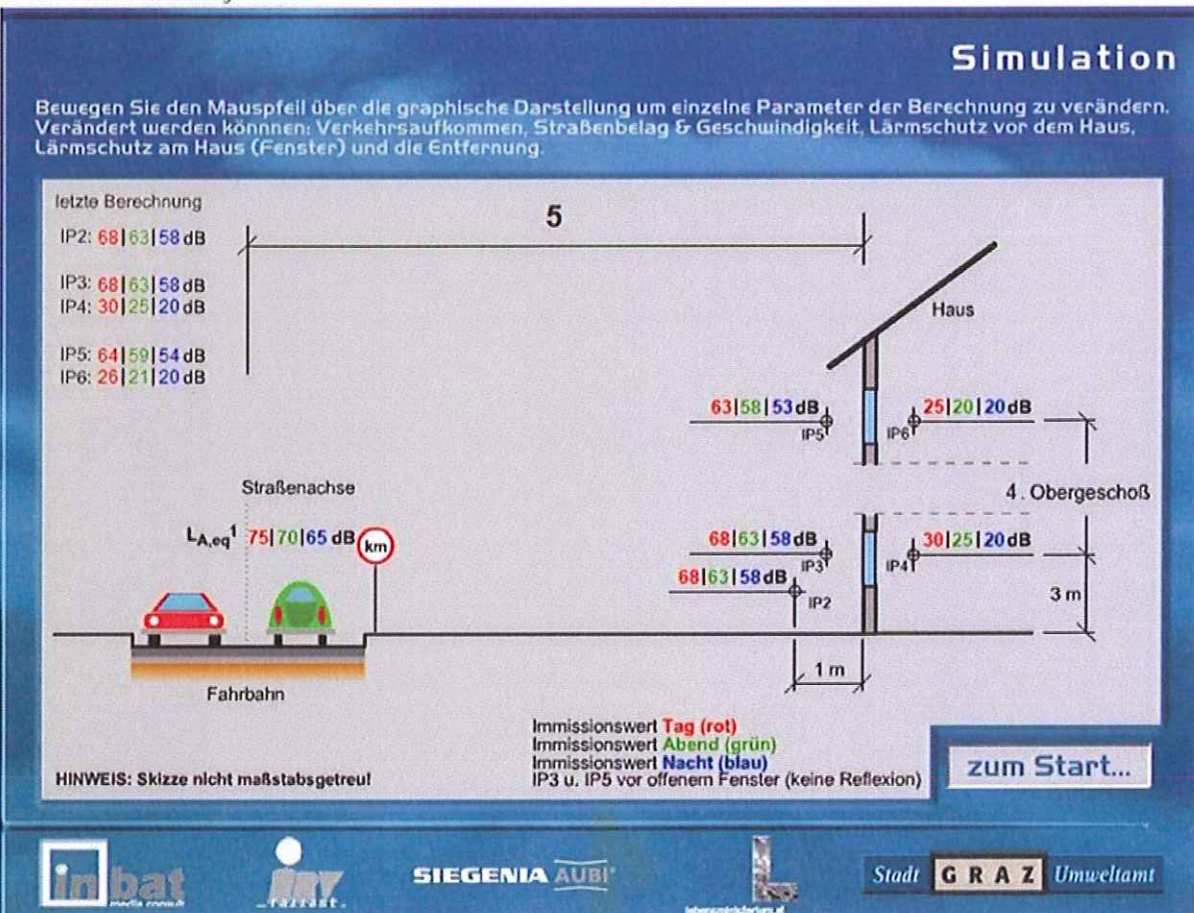 Simulation
Bewegen Sie den Mauspfeil über die graphische Darstellung um einzelne Parameter der Berechnung zu verändern.
Verändert werden könnnen: Verkehrsaufkommen, Straßenbelag & Geschwindigkeit, Lärmschutz vor dem Haus,
Lärmschutz am Haus (Fenster) und die Entfernung.
letzte Berechnung
IP2: 68|63|58 dB
IP3: 68|63|58 dB
IP4: 30|25|20 dB
IP5: 64|59|54 dB
IP6: 26|21|20 dB
5
Haus
63|58|53 dB
IP5
25|20|20 dB
IP6
4 . Obergeschoß
Straßenachse
LA,eq1 75|70|65 dB
km
68|63|58 dB
IP3
30|25|20 dB
IP4
68|63|58 dB
IP2
3 m
1 m
Fahrbahn
Immissionswert Tag (rot)
Immissionswert Abend (grün)
Immissionswert Nacht (blau)
IP3 u. IP5 vor offenem Fenster (keine Reflexion)
HINWEIS: Skizze nicht maßstabsgetreu!
zum Start...
inbat
media consult
SIEGENIA AUBI
L
Stadt GRAZ Umweltamt